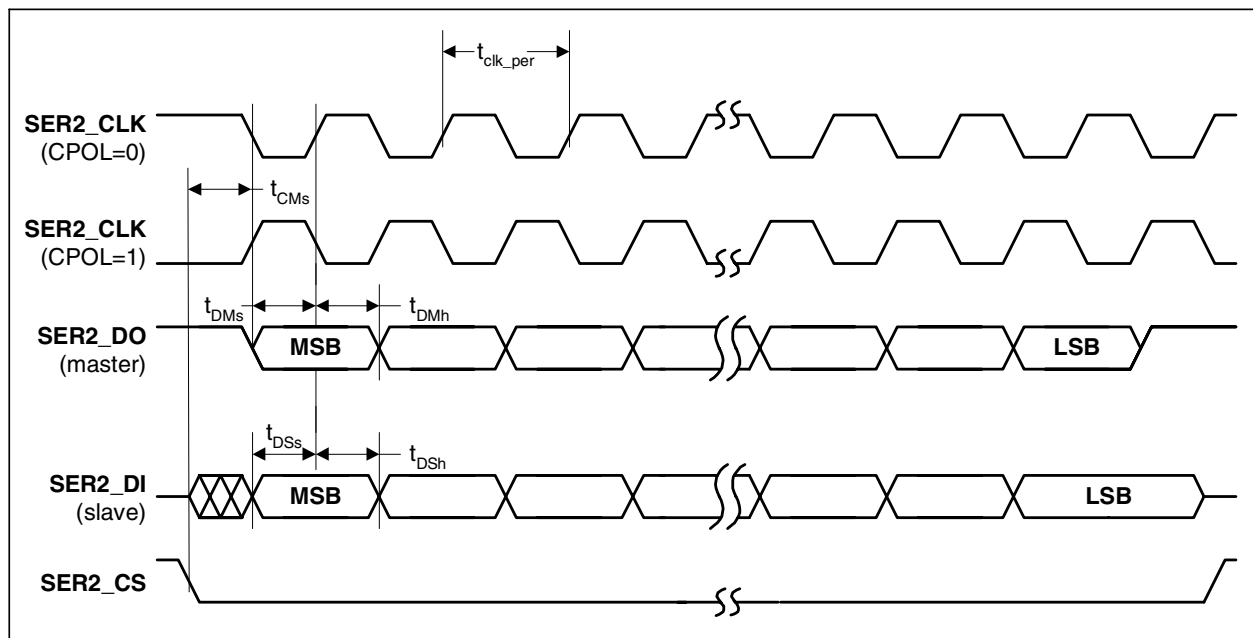 t_clk_per
SER2_CLK
(CPOL=0)
t_CMs
SER2_CLK
(CPOL=1)
t_DMs
t_DMh
SER2_DO
(master)
MSB
LSB
t_DSs
t_DSh
SER2_DI
(slave)
MSB
LSB
SER2_CS